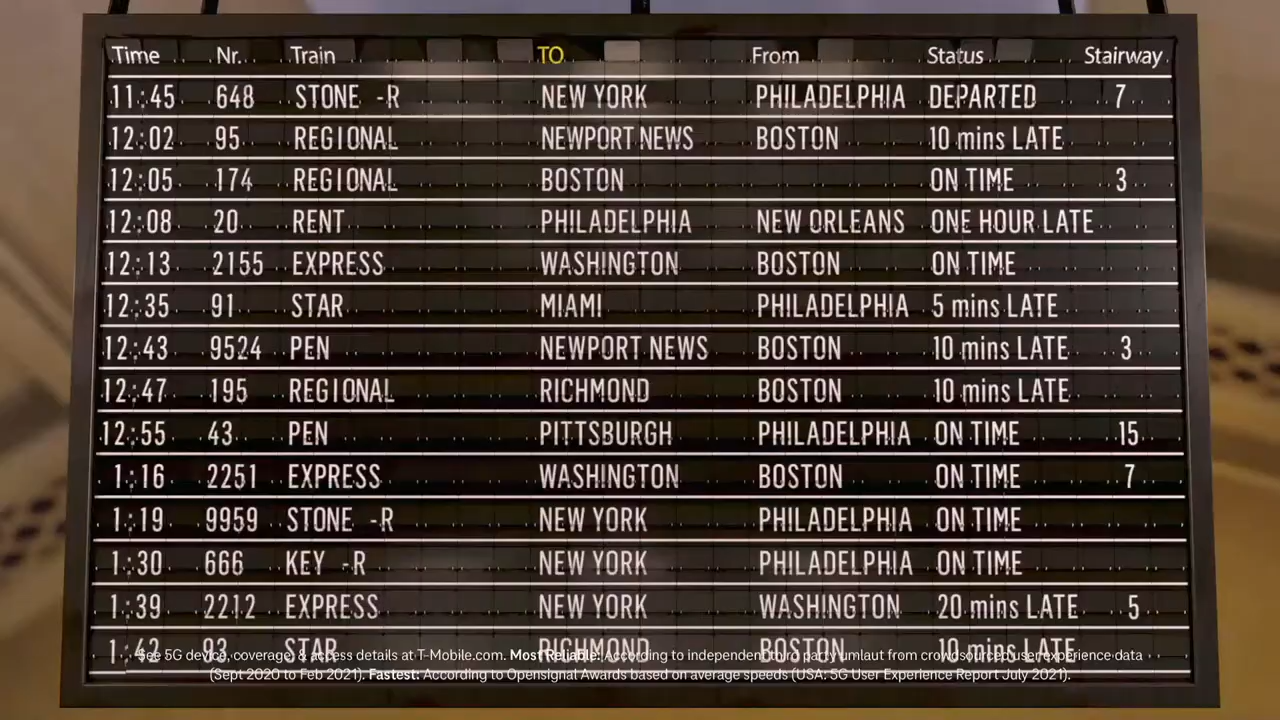 Time Nr. Train TO From Status Stairway
11:45 648 STONE -R NEW YORK PHILADELPHIA DEPARTED 7
12:02 95 REGIONAL NEWPORT NEWS BOSTON 10 mins LATE
12:05 174 REGIONAL BOSTON ON TIME 3
12:08 20 RENT PHILADELPHIA NEW ORLEANS ONE HOUR LATE
12:13 2155 EXPRESS WASHINGTON BOSTON ON TIME
12:35 91 STAR MIAMI PHILADELPHIA 5 mins LATE
12:43 9524 PEN NEWPORT NEWS BOSTON 10 mins LATE 3
12:47 195 REGIONAL RICHMOND BOSTON 10 mins LATE
12:55 43 PEN PITTSBURGH PHILADELPHIA ON TIME 15
1:16 2251 EXPRESS WASHINGTON BOSTON ON TIME 7
1:19 9959 STONE -R NEW YORK PHILADELPHIA ON TIME
1:30 666 KEY -R NEW YORK PHILADELPHIA ON TIME
1:39 2212 EXPRESS NEW YORK WASHINGTON 20 mins LATE 5
1:42 93 STAR RICHMOND BOSTON 10 mins LATE
See 5G device, coverage, & access details at T-Mobile.com. Most Reliable: According to independent third party umlaut from crowdsourced user experience data
(Sept 2020 to Feb 2021). Fastest: According to Opensignal Awards based on average speeds (USA: 5G User Experience Report July 2021).